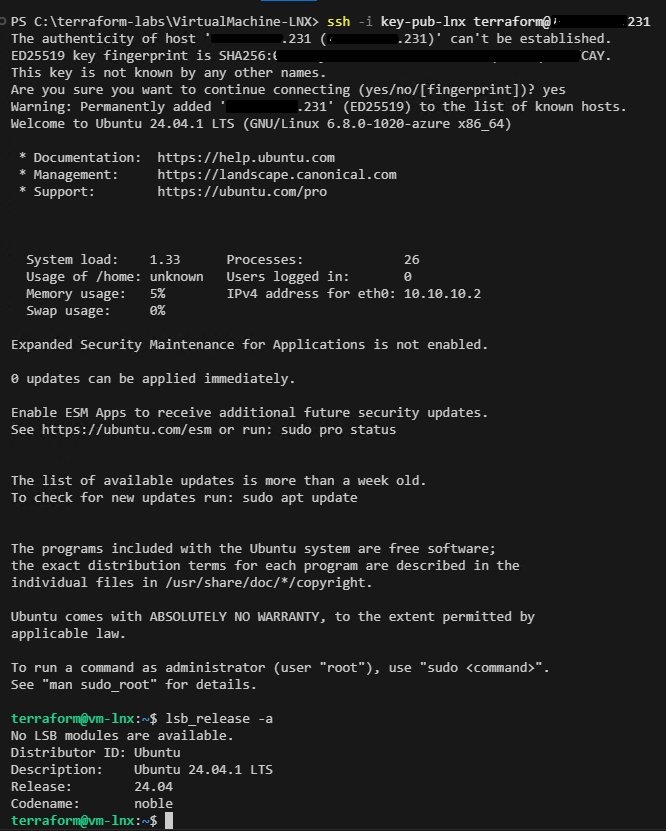 PS C:\terraform-labs\VirtualMachine-LNX> ssh -i key-pub-lnx terraform@ 231
The authenticity of host ' .231 ( .231)' can't be established.
ED25519 key fingerprint is SHA256: CAY.
This key is not known by any other names.
Are you sure you want to continue connecting (yes/no/[fingerprint])? yes
Warning: Permanently added ' .231' (ED25519) to the list of known hosts.
Welcome to Ubuntu 24.04.1 LTS (GNU/Linux 6.8.0-1020-azure x86_64)
* Documentation: https://help.ubuntu.com
* Management: https://landscape.canonical.com
* Support: https://ubuntu.com/pro
System load: 1.33 Processes: 26
Usage of /home: unknown Users logged in: 0
Memory usage: 5% IPv4 address for eth0: 10.10.10.2
Swap usage: 0%
Expanded Security Maintenance for Applications is not enabled.
0 updates can be applied immediately.
Enable ESM Apps to receive additional future security updates.
See https://ubuntu.com/esm or run: sudo pro status
The list of available updates is more than a week old.
To check for new updates run: sudo apt update
The programs included with the Ubuntu system are free software;
the exact distribution terms for each program are described in the
individual files in /usr/share/doc/*/copyright.
Ubuntu comes with ABSOLUTELY NO WARRANTY, to the extent permitted by
applicable law.
To run a command as administrator (user "root"), use "sudo <command>".
See "man sudo_root" for details.
terraform@vm-lnx:~$ lsb_release -a
No LSB modules are available.
Distributor ID: Ubuntu
Description: Ubuntu 24.04.1 LTS
Release: 24.04
Codename: noble
terraform@vm-lnx:~$